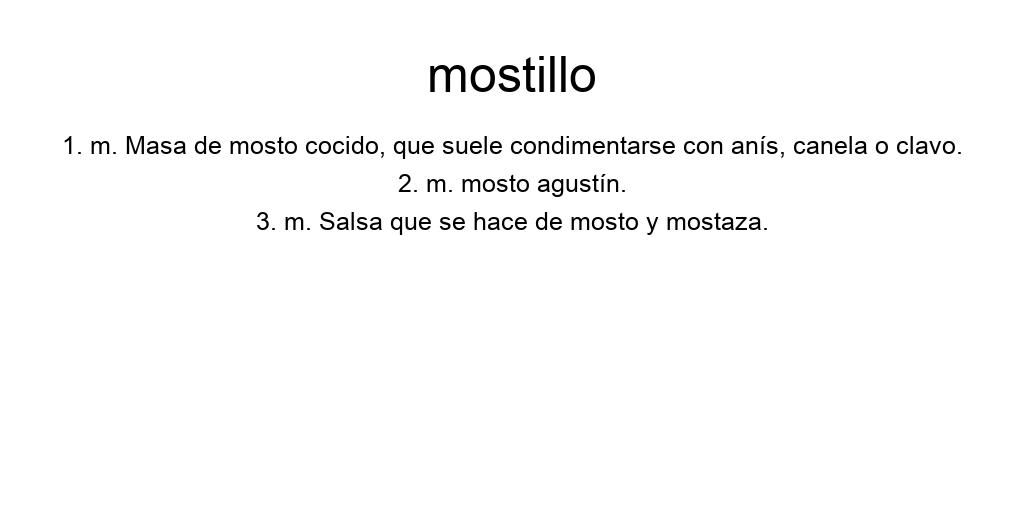 mostillo
1. m. Masa de mosto cocido, que suele condimentarse con anís, canela o clavo.
2. m. mosto agustín.
3. m. Salsa que se hace de mosto y mostaza.